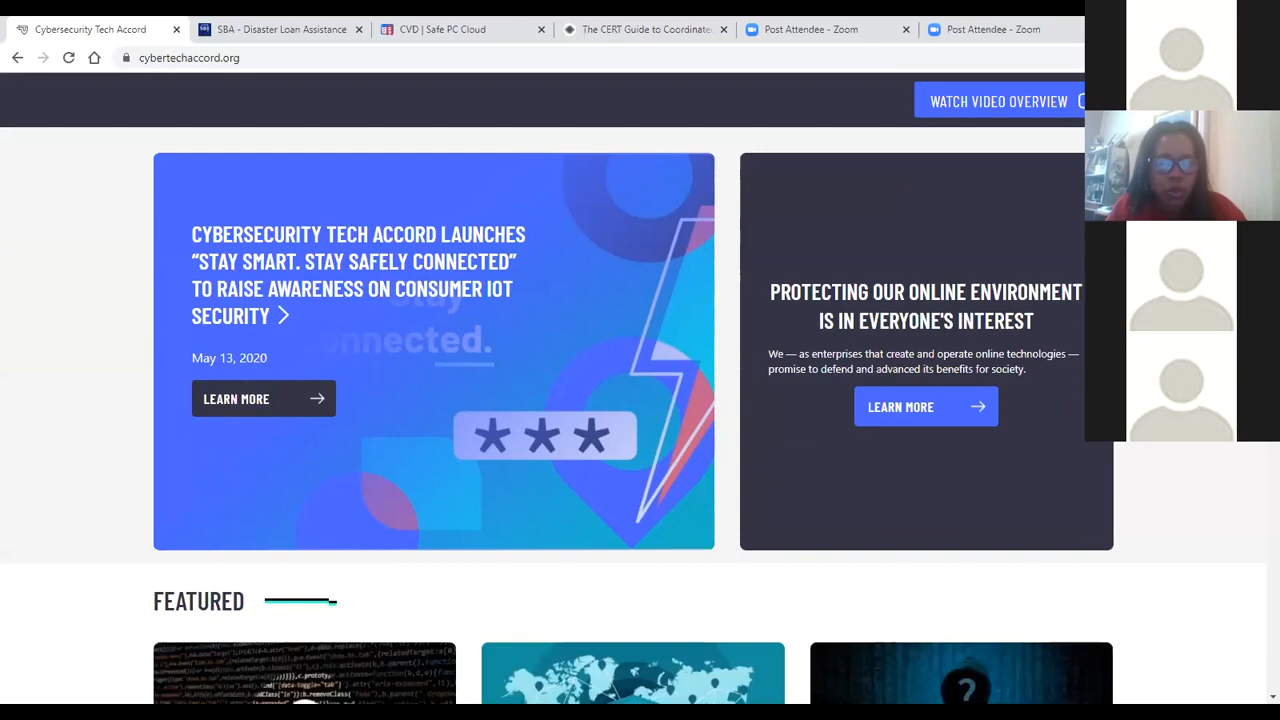 Cybersecurity Tech Accord
SBA - Disaster Loan Assistance
CVD | Safe PC Cloud
The CERT Guide to Coordinate
Post Attendee - Zoom
Post Attendee - Zoom
cybertechaccord.org
WATCH VIDEO OVERVIEW
CYBERSECURITY TECH ACCORD LAUNCHES
“STAY SMART. STAY SAFELY CONNECTED”
TO RAISE AWARENESS ON CONSUMER IOT
SECURITY
May 13, 2020
LEARN MORE
Stay
onnected.
***
PROTECTING OUR ONLINE ENVIRONMENT
IS IN EVERYONE'S INTEREST
We — as enterprises that create and operate online technologies —
promise to defend and advanced its benefits for society.
LEARN MORE
FEATURED